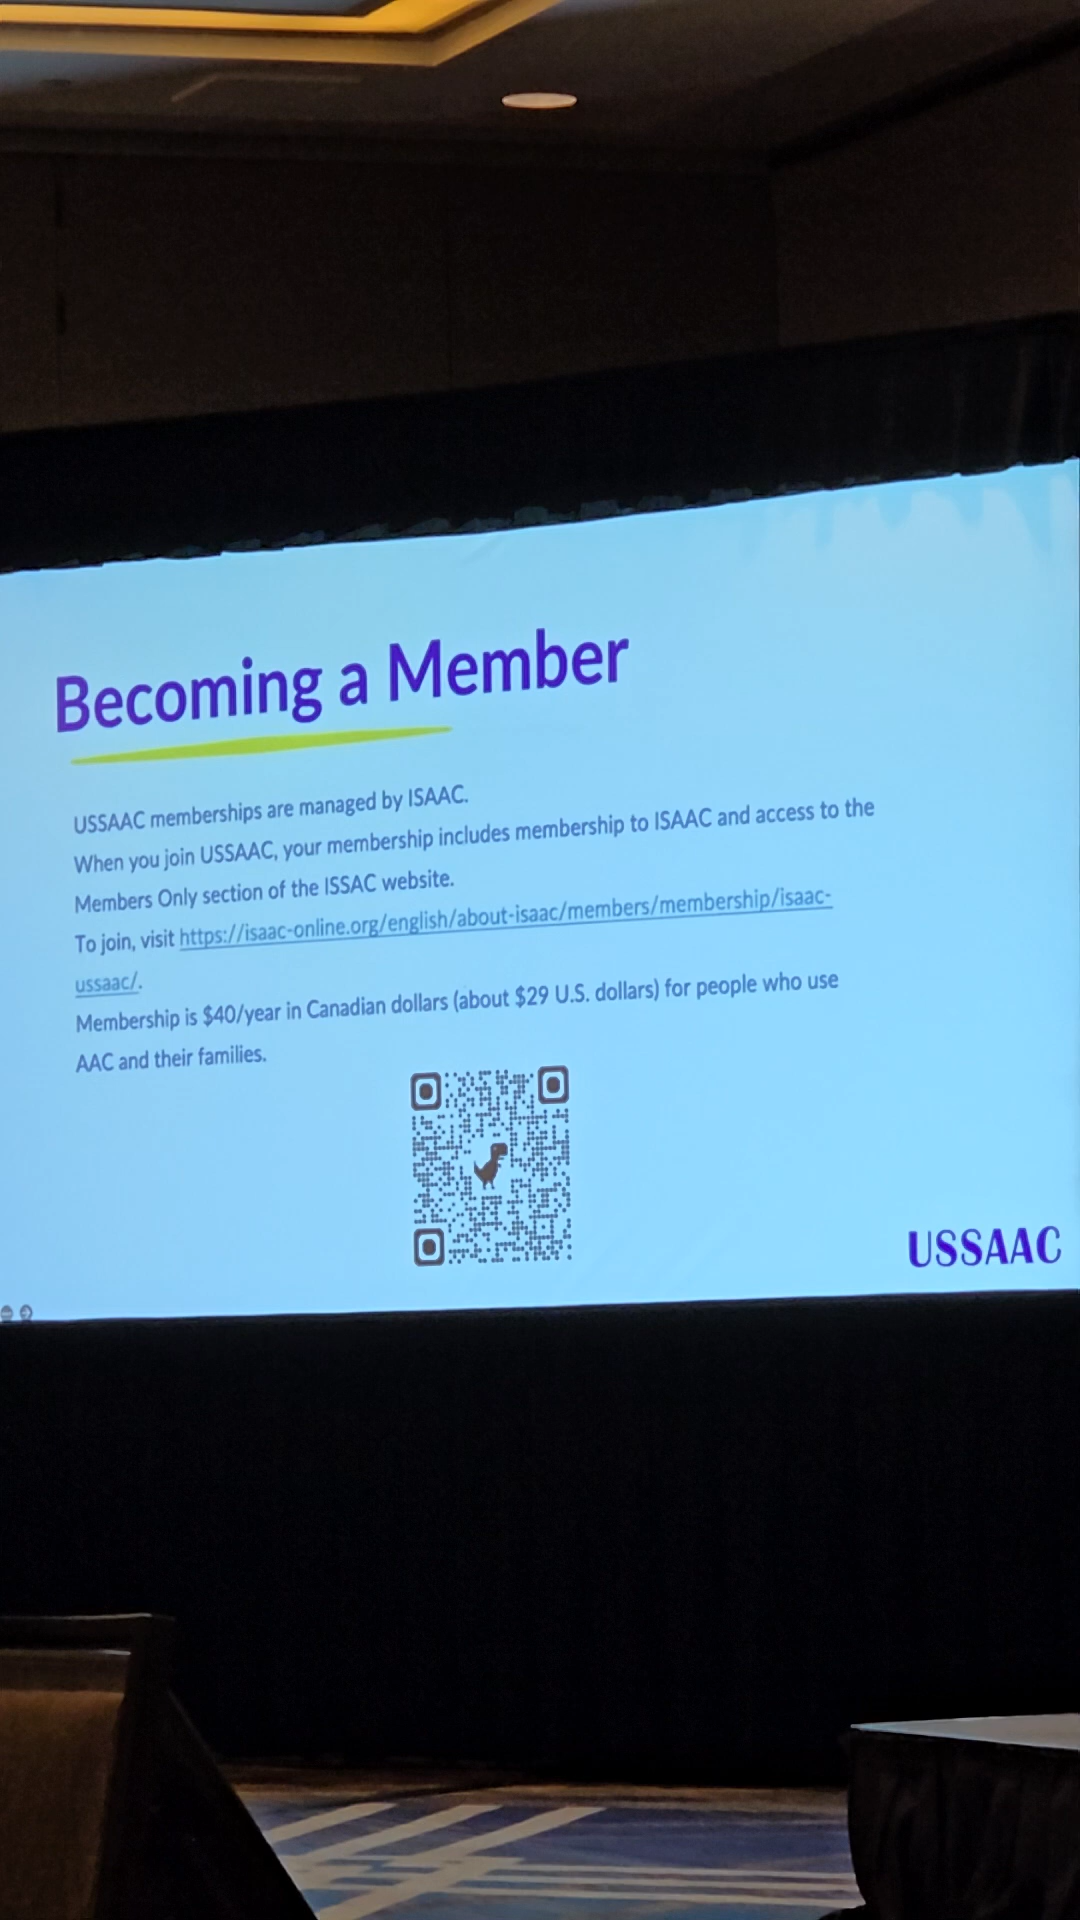 Becoming a Member
USSAAC memberships are managed by ISAAC.
When you join USSAAC, your membership includes membership to ISAAC and access to the
Members Only section of the ISSAC website.
To join, visit https://isaac-online.org/english/about-isaac/members/membership/isaac-
ussaac/.
Membership is $40/year in Canadian dollars (about $29 U.S. dollars) for people who use
AAC and their families.
USSAAC